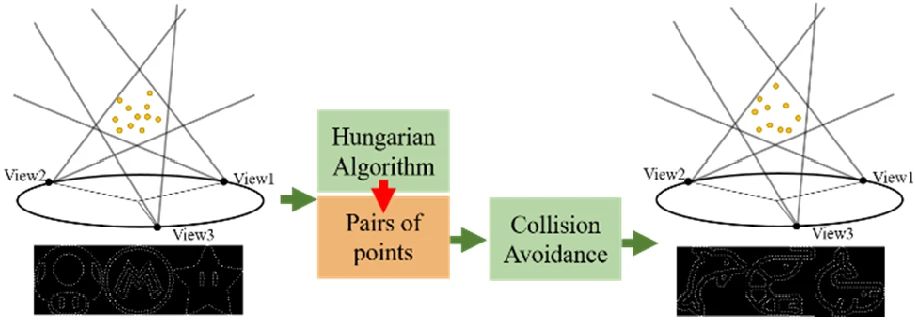 View2
View1
View3
Hungarian
Algorithm
Pairs of
points
Collision
Avoidance
View2
View1
View3